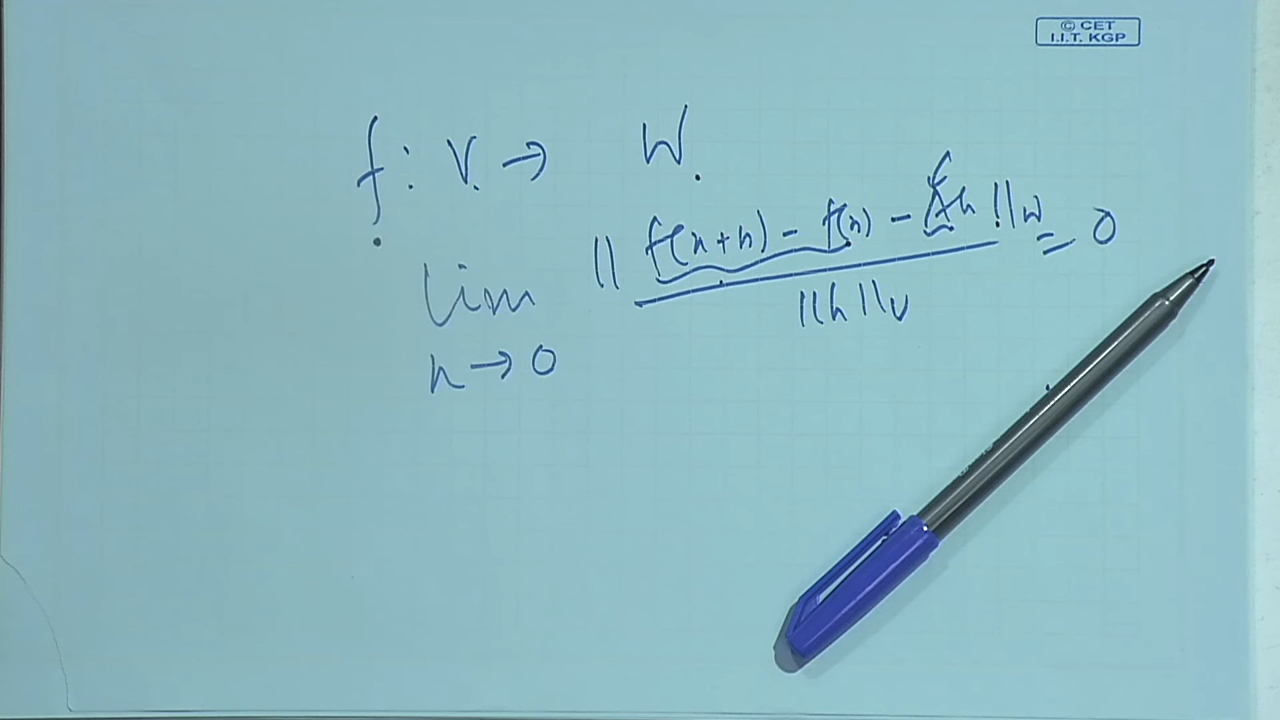 © CET
I.I.T. KGP
f: V → W
lim h → 0 || f(x+h) - f(x) - Ah ||w / ||h||v = 0